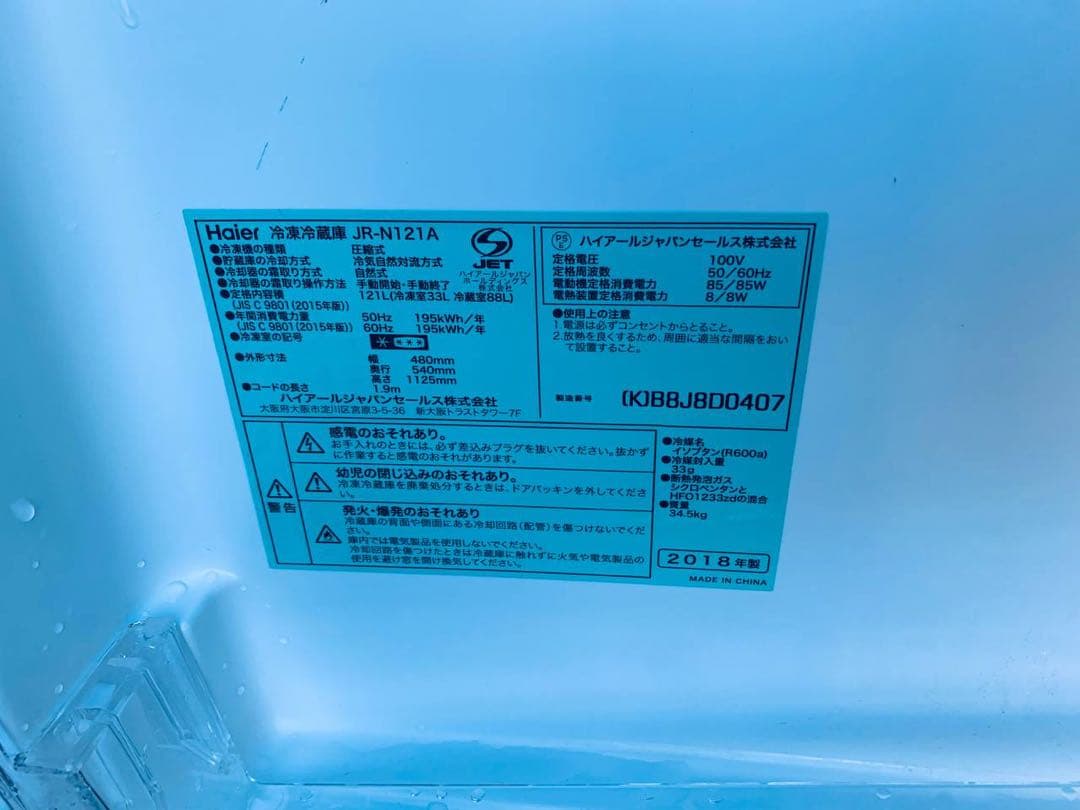 Haier 冷凍冷蔵庫 JR-N121A
●冷凍機の種類 圧縮式
●貯蔵庫の冷却方式 冷気自然対流方式
●冷却器の霜取り方式 自然式
●冷却器の霜取り操作方法 手動開始・手動終了
●定格内容積 121L(冷凍室33L 冷蔵室88L)
(JIS C 9801(2015年版))
●年間消費電力量 50Hz 195kWh/年
(JIS C 9801(2015年版)) 60Hz 195kWh/年
●冷凍室の記号 * ***
●外形寸法 幅 480mm
奥行 540mm
高さ 1125mm
●コードの長さ 1.9m
ハイアールジャパンセールス株式会社
大阪府大阪市淀川区宮原3-5-36 新大阪トラストタワー7F
JET
ハイアールジャパン
ホールディングス
株式会社
PS
E
ハイアールジャパンセールス株式会社
定格電圧 100V
定格周波数 50/60Hz
電動機定格消費電力 85/85W
電熱装置定格消費電力 8/8W
●使用上の注意
1.電源は必ずコンセントからとること。
2.放熱を良くするため、周囲に適当な間隔をおい
て設置すること。
製造番号 (K)B8J8D0407
警告
感電のおそれあり。
お手入れのときには、必ず差込みプラグを抜いてください。抜かず
に作業すると感電のおそれがあります。
幼児の閉じ込みのおそれあり。
冷凍冷蔵庫を廃棄処分するときは、ドアパッキンを外してくださ
い。
発火・爆発のおそれあり
冷蔵庫の背面や側面にある冷却回路(配管)を傷つけないでくだ
さい。
庫内では電気製品を使用しないでください。
冷却回路を傷つけたときは冷蔵庫に触れずに火気や電気製品の
使用を避け窓を開け換気してください。
●冷媒名
イソブタン(R600a)
●冷媒封入量
33g
●断熱発泡ガス
シクロペンタンと
HFO1233zdの混合
●質量
34.5kg
2018年製
MADE IN CHINA